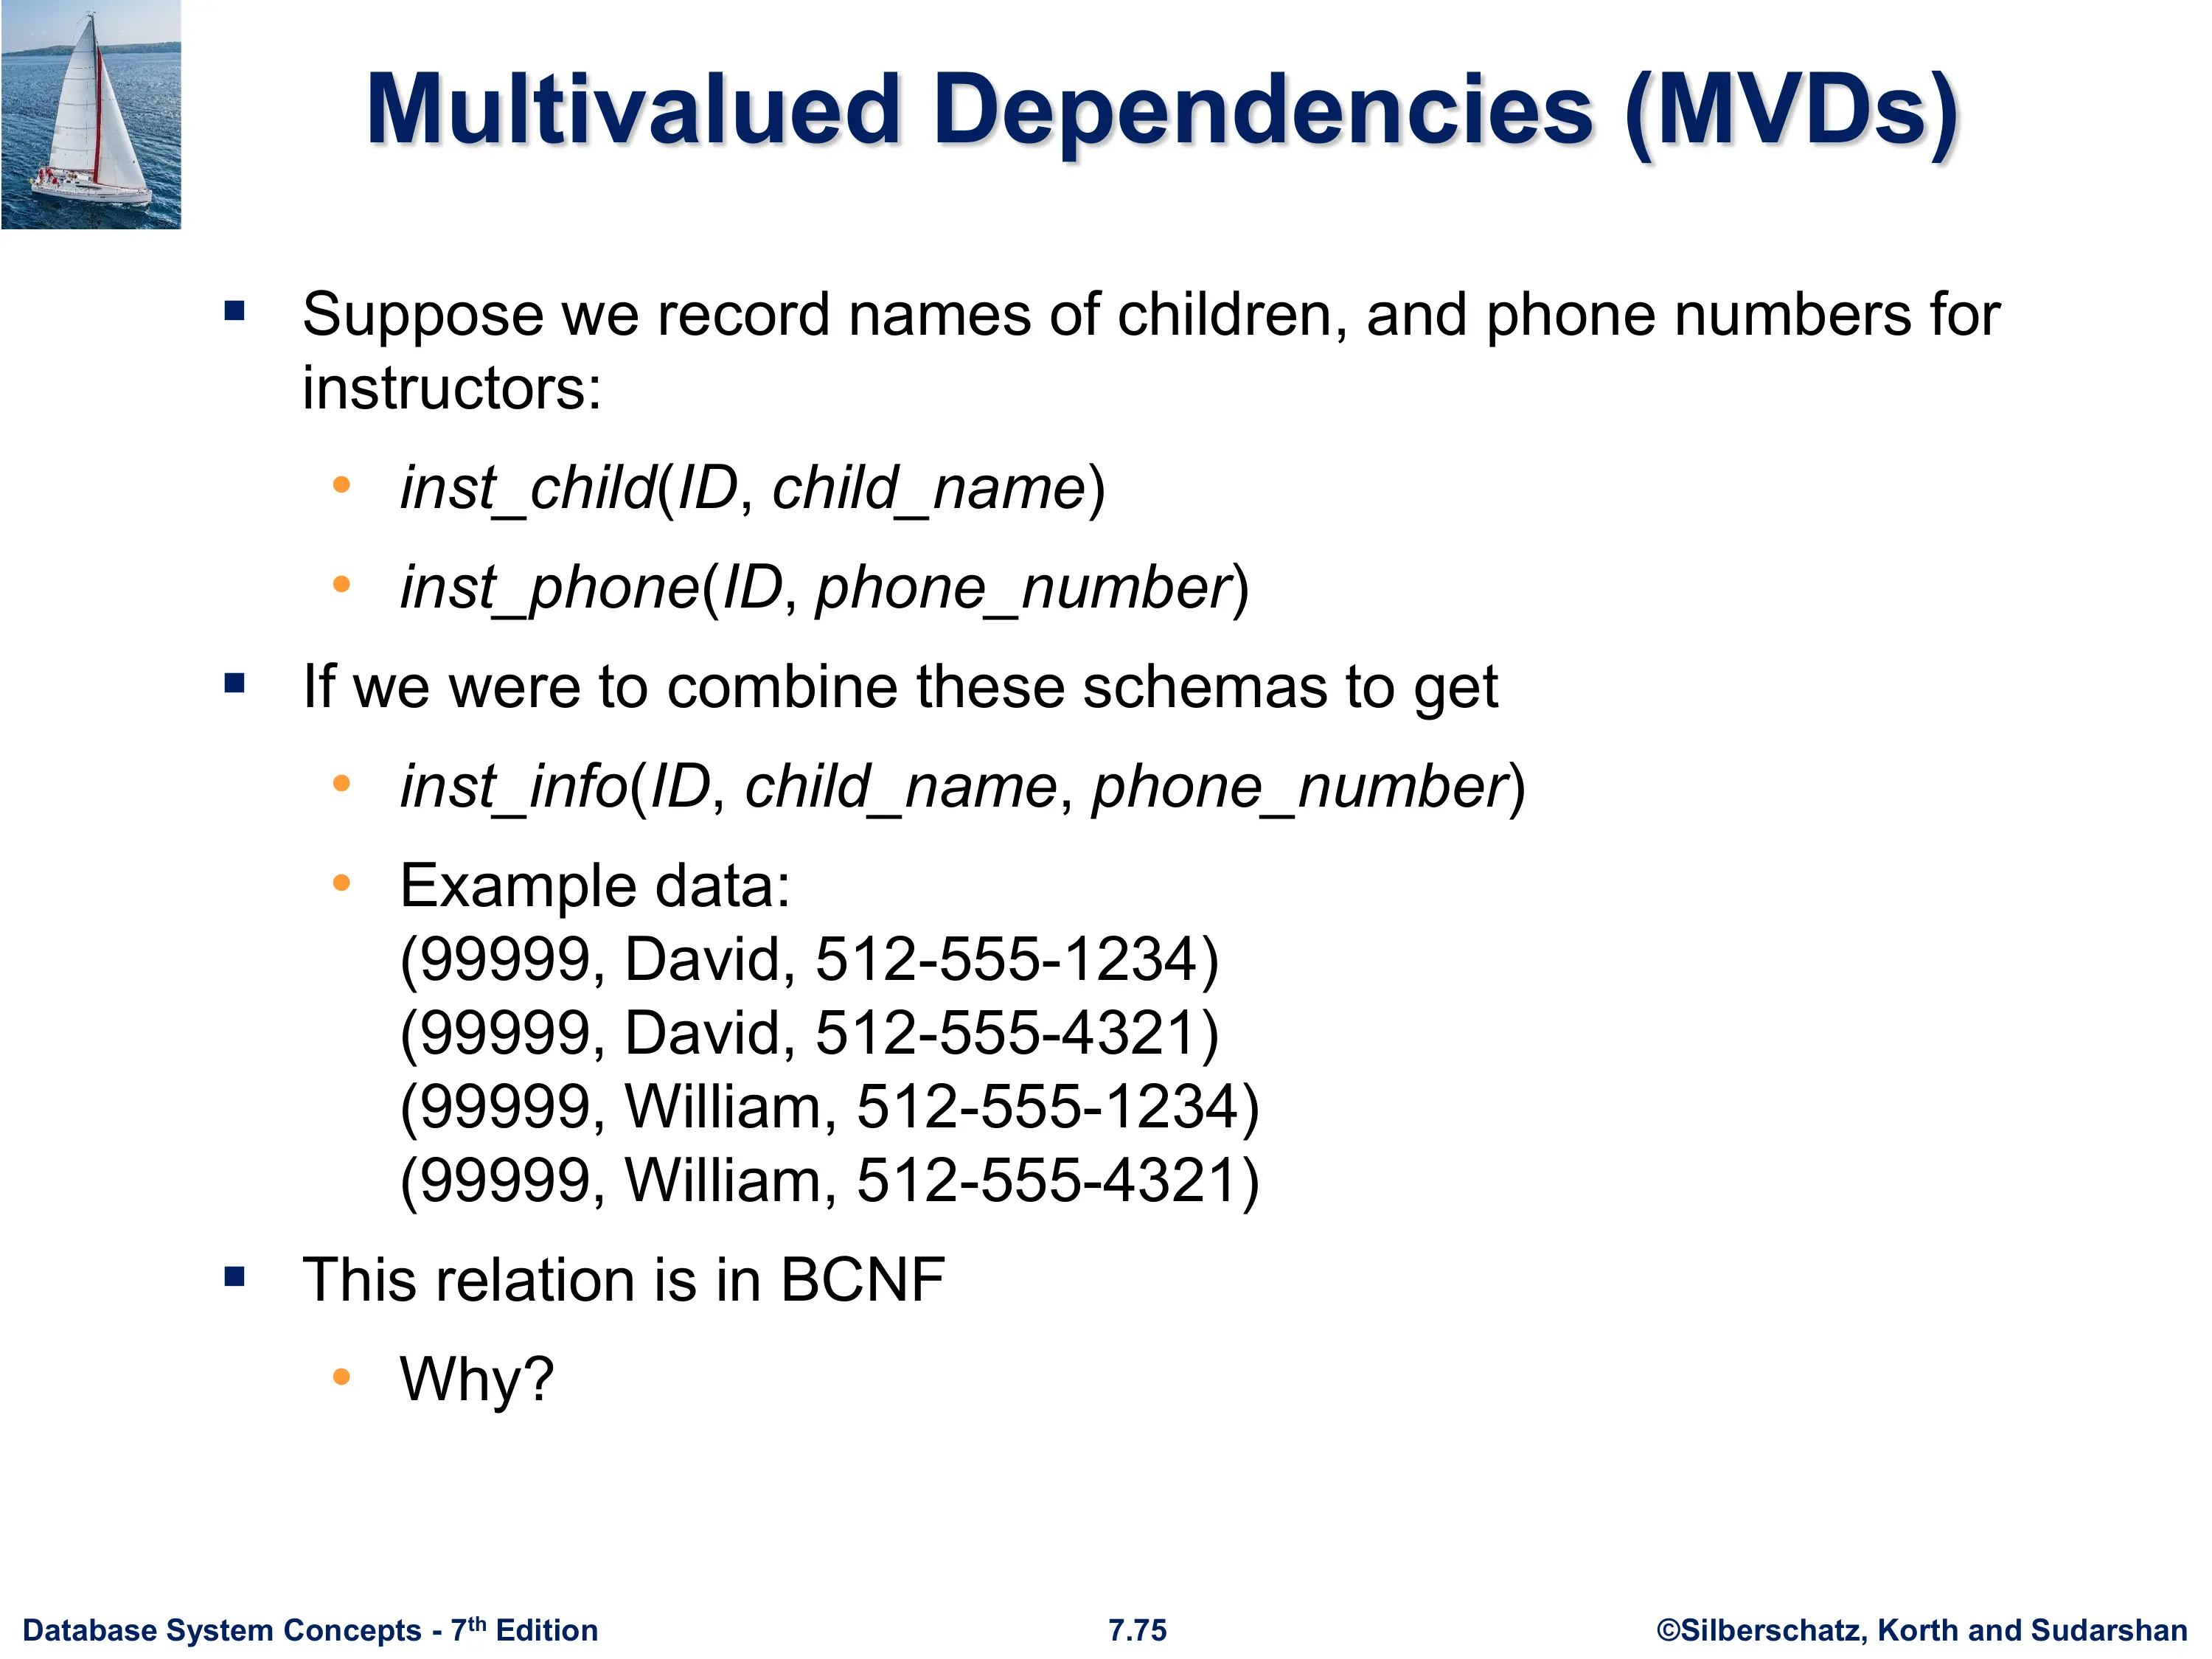 Multivalued Dependencies (MVDs)
▪ Suppose we record names of children, and phone numbers for
instructors:
• inst_child(ID, child_name)
• inst_phone(ID, phone_number)
▪ If we were to combine these schemas to get
• inst_info(ID, child_name, phone_number)
• Example data:
(99999, David, 512-555-1234)
(99999, David, 512-555-4321)
(99999, William, 512-555-1234)
(99999, William, 512-555-4321)
▪ This relation is in BCNF
• Why?
Database System Concepts - 7th Edition
7.75
©Silberschatz, Korth and Sudarshan